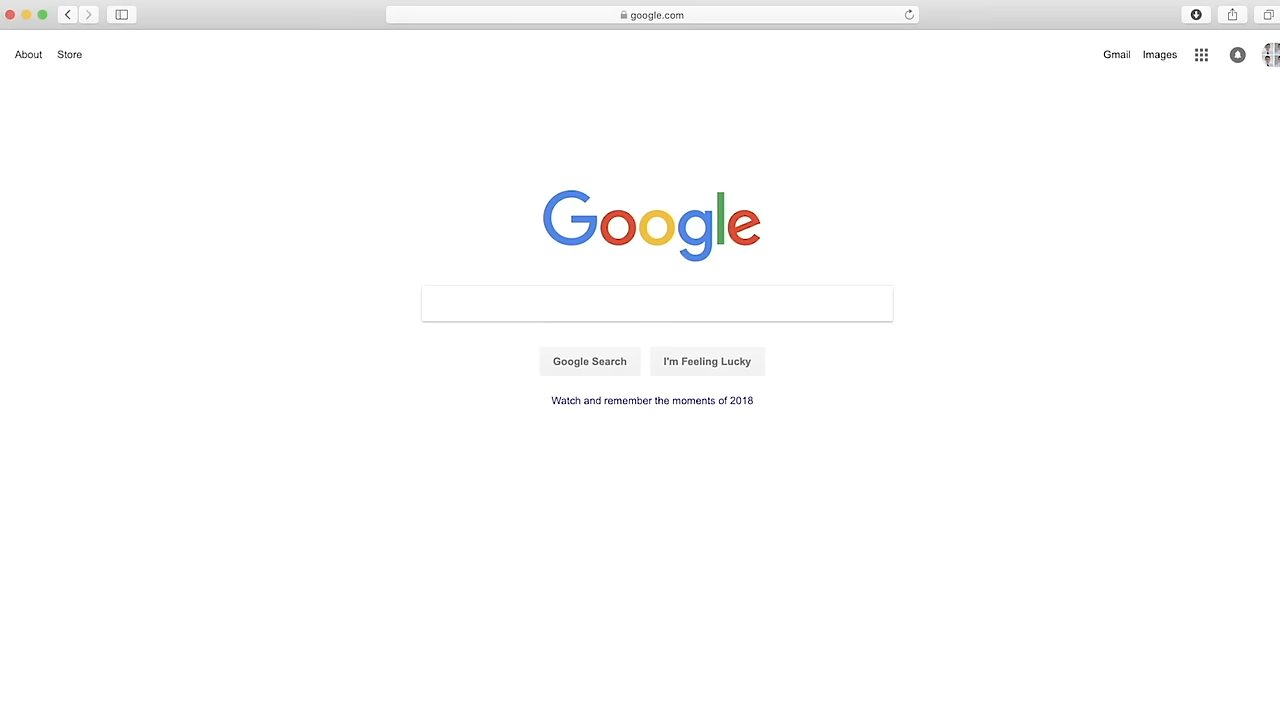 google.com
About Store
Gmail Images
Google
Google Search
I'm Feeling Lucky
Watch and remember the moments of 2018